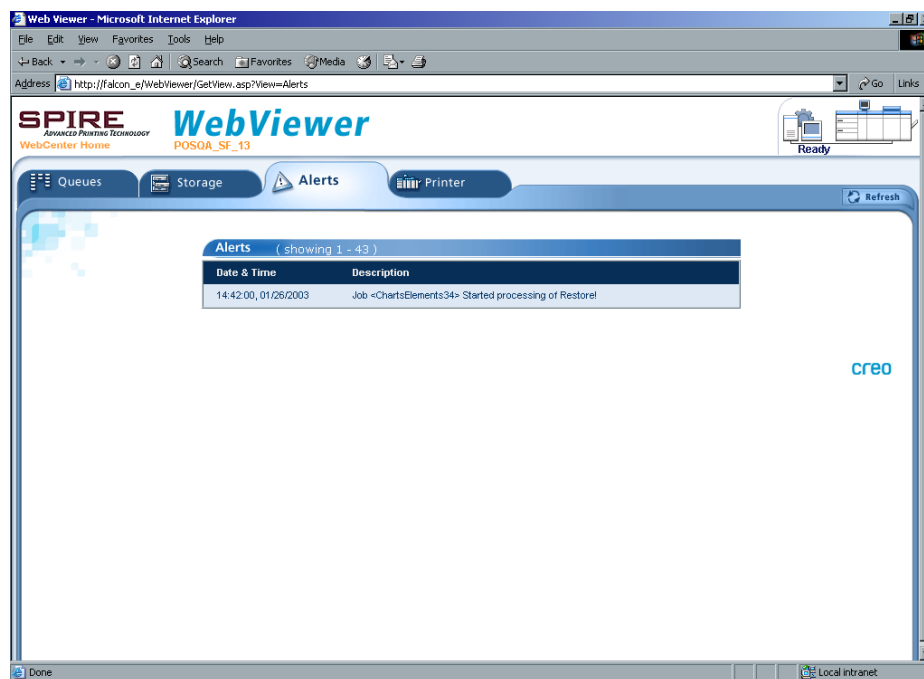 Web Viewer - Microsoft Internet Explorer
File Edit View Favorites Tools Help
Back Search Favorites Media
Address http://falcon_e/WebViewer/GetView.asp?View=Alerts Go Links
SPIRE
ADVANCED PRINTING TECHNOLOGY
WebCenter Home
WebViewer
POSQA_SF_13
Ready
Queues Storage Alerts Printer
Refresh
Alerts ( showing 1 - 43 )
Date & Time Description
14:42:00, 01/26/2003 Job <ChartsElements34> Started processing of Restore!
creo
Done Local intranet